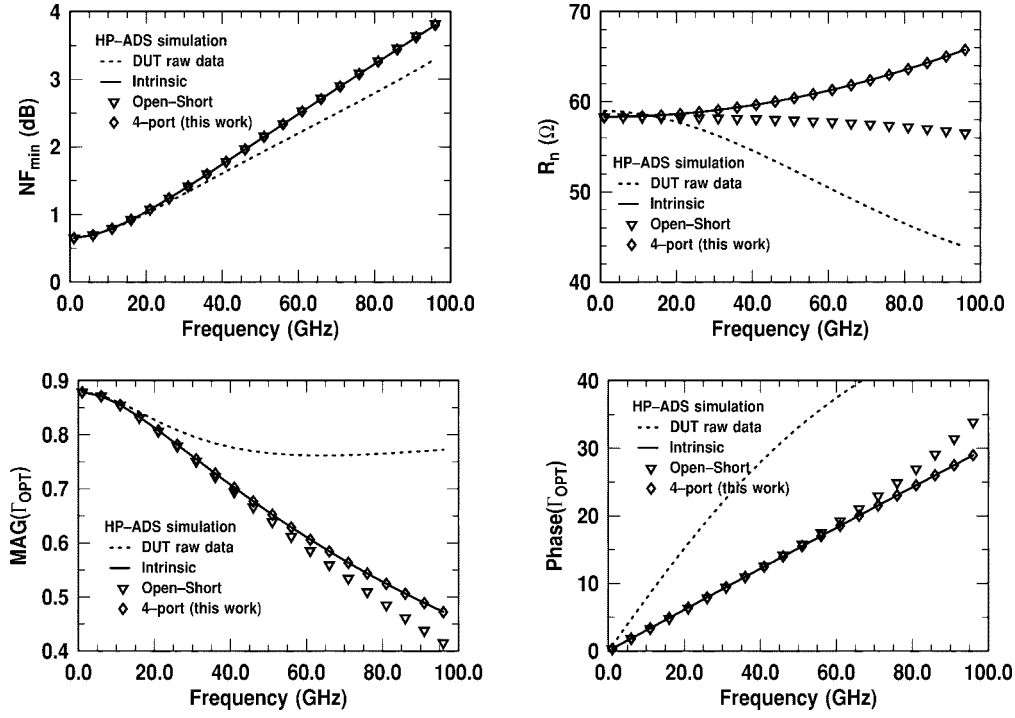 4
3
2
1
0
NFmin (dB)
HP–ADS simulation
DUT raw data
Intrinsic
Open–Short
4–port (this work)
0.0 20.0 40.0 60.0 80.0 100.0
Frequency (GHz)
70
60
50
40
Rn (Ω)
HP–ADS simulation
DUT raw data
Intrinsic
Open–Short
4–port (this work)
0.0 20.0 40.0 60.0 80.0 100.0
Frequency (GHz)
0.9
0.8
0.7
0.6
0.5
0.4
MAG(ΓOPT)
HP–ADS simulation
DUT raw data
Intrinsic
Open–Short
4–port (this work)
0.0 20.0 40.0 60.0 80.0 100.0
Frequency (GHz)
40
30
20
10
0
Phase(ΓOPT)
HP–ADS simulation
DUT raw data
Intrinsic
Open–Short
4–port (this work)
0.0 20.0 40.0 60.0 80.0 100.0
Frequency (GHz)